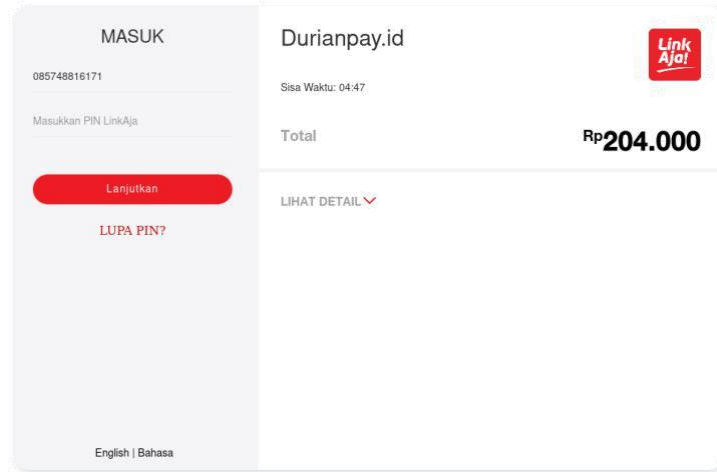 MASUK
085748816171
Masukkan PIN LinkAja
Lanjutkan
LUPA PIN?
English | Bahasa
Durianpay.id
Link
Aja!
Sisa Waktu: 04:47
Total
Rp204.000
LIHAT DETAIL